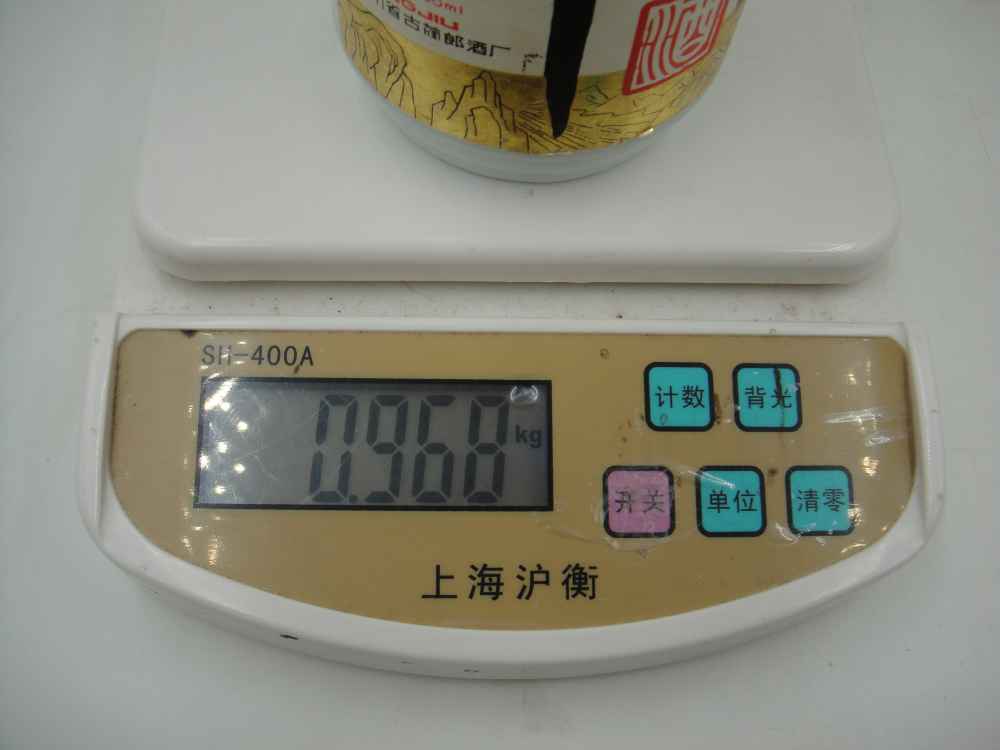 酒
古蔺郎酒厂
SH-400A
0.968 kg
计数 背光
开关 单位 清零
上海沪衡